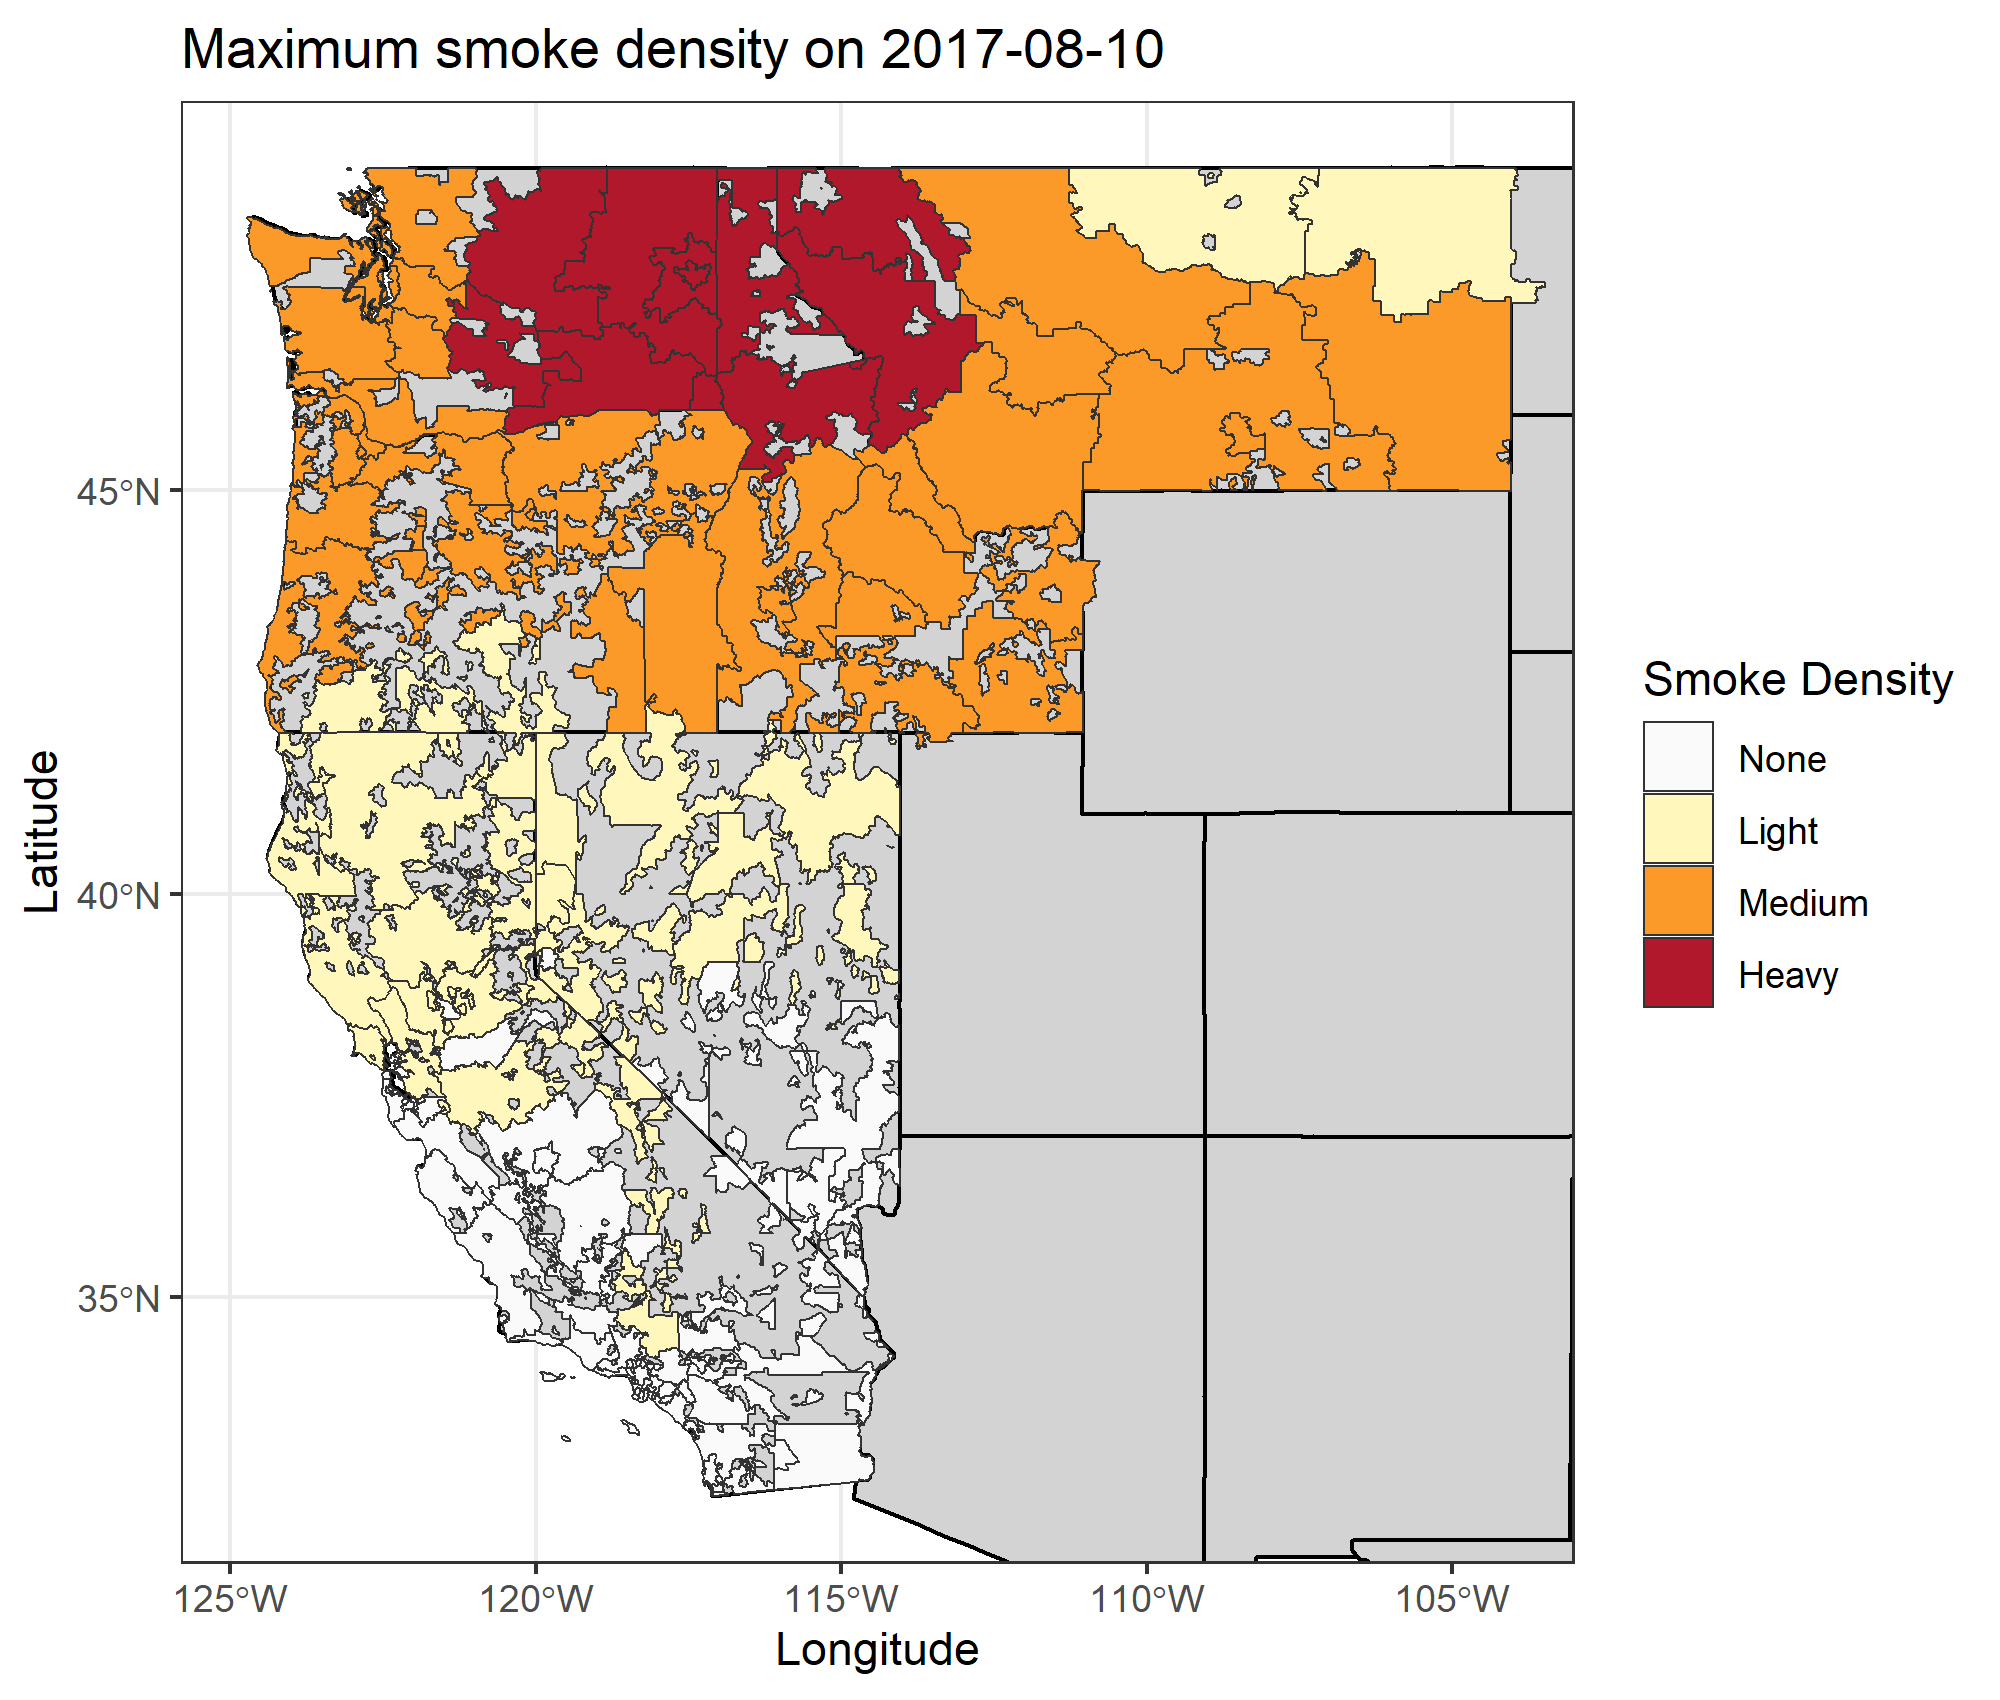 Maximum smoke density on 2017-08-10
45°N
40°N
35°N
Latitude
125°W
120°W
115°W
110°W
105°W
Longitude
Smoke Density
None
Light
Medium
Heavy